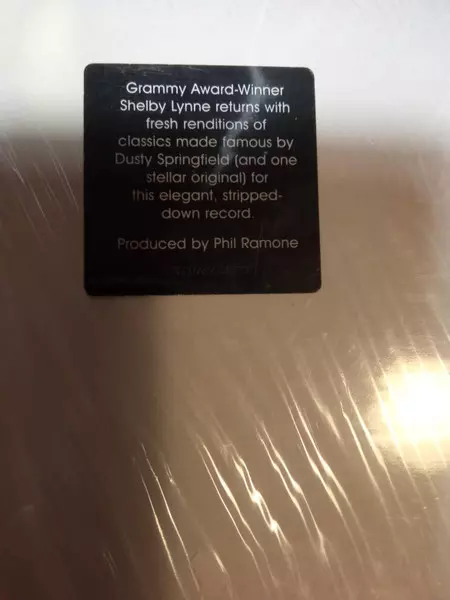 Grammy Award-Winner
Shelby Lynne returns with
fresh renditions of
classics made famous by
Dusty Springfield (and one
stellar original) for
this elegant, stripped-
down record.
Produced by Phil Ramone